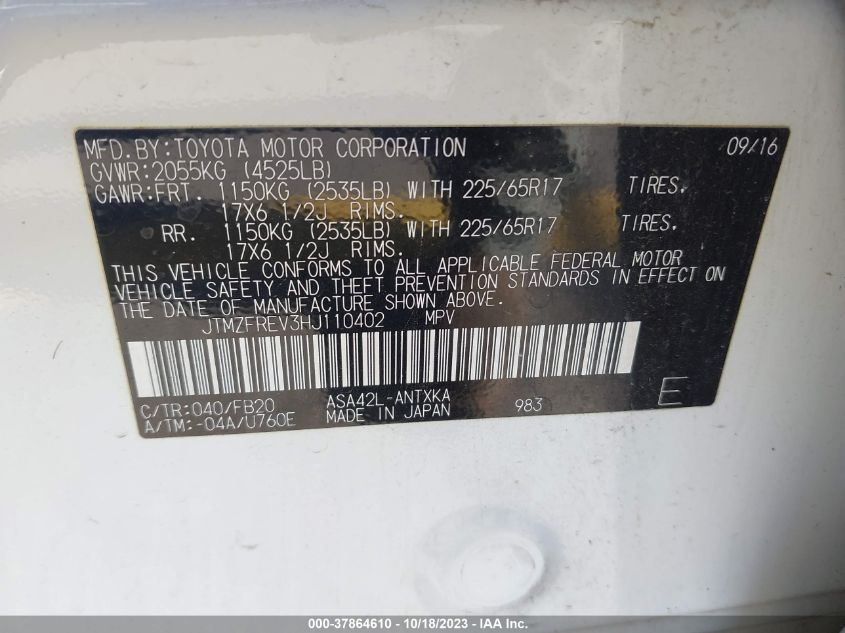 MFD. BY: TOYOTA MOTOR CORPORATION 09/16
GVWR: 2055KG (4525LB)
GAWR: FRT. 1150KG (2535LB) WITH 225/65R17 TIRES.
17X6 1/2J RIMS.
RR. 1150KG (2535LB) WITH 225/65R17 TIRES.
17X6 1/2J RIMS.
THIS VEHICLE CONFORMS TO ALL APPLICABLE FEDERAL MOTOR
VEHICLE SAFETY AND THEFT PREVENTION STANDARDS IN EFFECT ON
THE DATE OF MANUFACTURE SHOWN ABOVE.
JTMZFREV3HJ110402 MPV
C/TR: 040/FB20 ASA42L-ANTXKA 983 E
A/TM: -04A/U760E MADE IN JAPAN
000-37864610 - 10/18/2023 - IAA Inc.